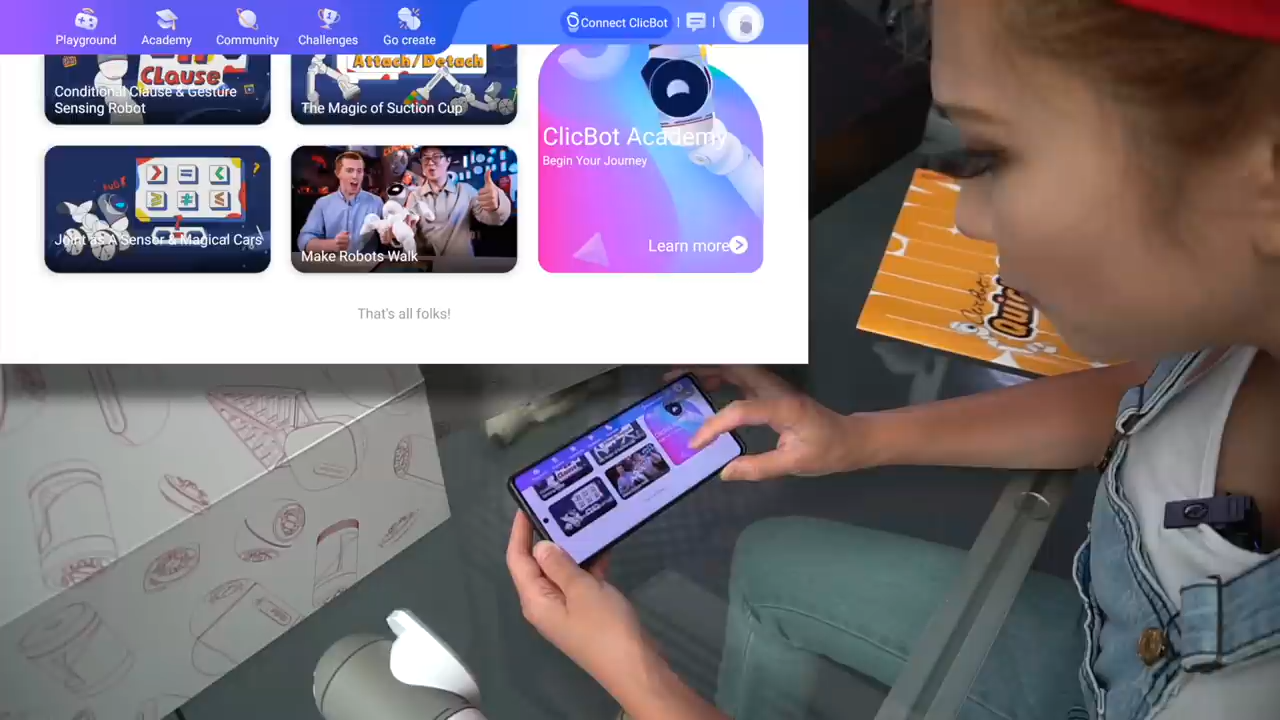 Playground
Academy
Community
Challenges
Go create
Connect ClicBot
Clause
Conditional Clause & Gesture
Sensing Robot
Attach/Detach
The Magic of Suction Cup
ClicBot Academy
Begin Your Journey
Learn more
Joint as A Sensor & Magical Cars
Make Robots Walk
That's all folks!
ClicBot
Qui